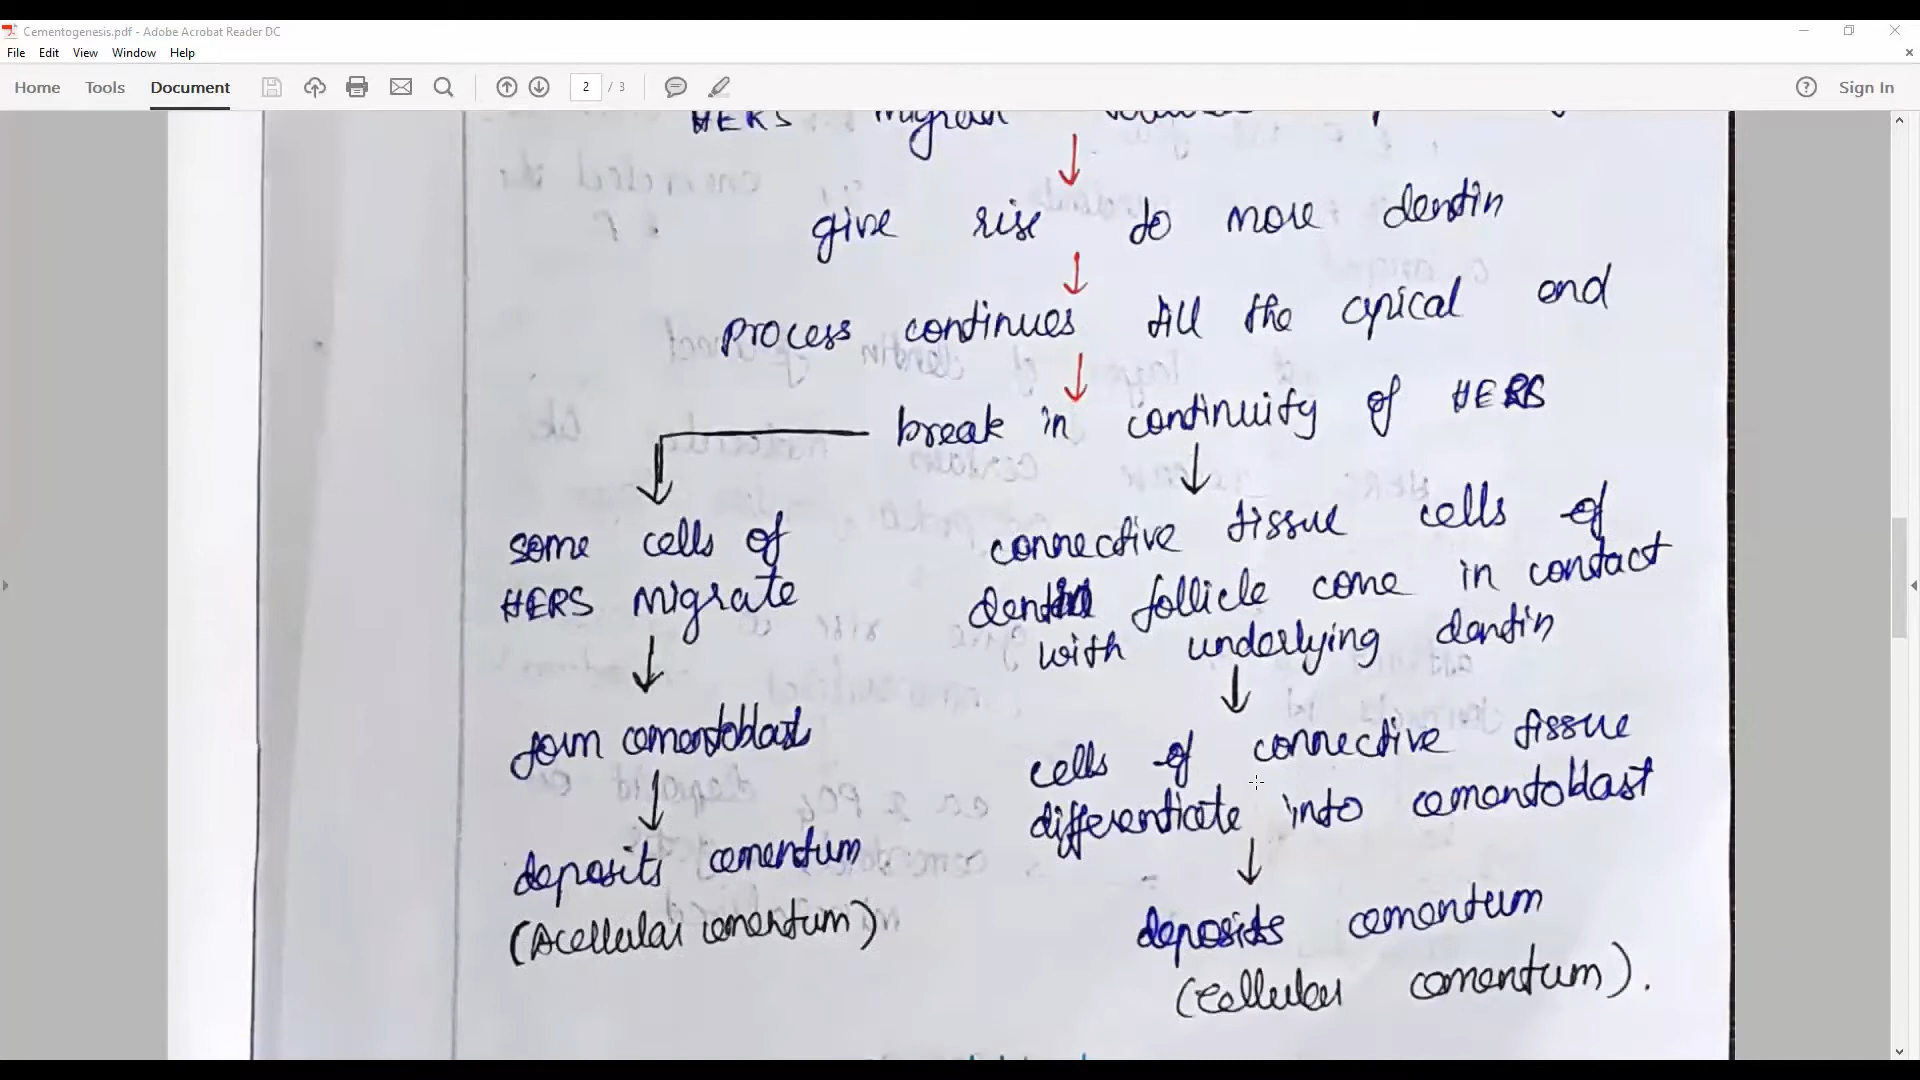 Cementogenesis.pdf - Adobe Acrobat Reader DC
File Edit View Window Help
Home Tools Document 2 / 3 Sign In
HERS migrate
give rise to more dentin
process continues till the apical end
break in continuity of HERS
some cells of
HERS migrate
form cementoblast
deposits cementum
(Acellular cementum)
connective tissue cells of
dental follicle come in contact
with underlying dentin
cells of connective tissue
differentiate into cementoblast
deposits cementum
(cellular cementum).